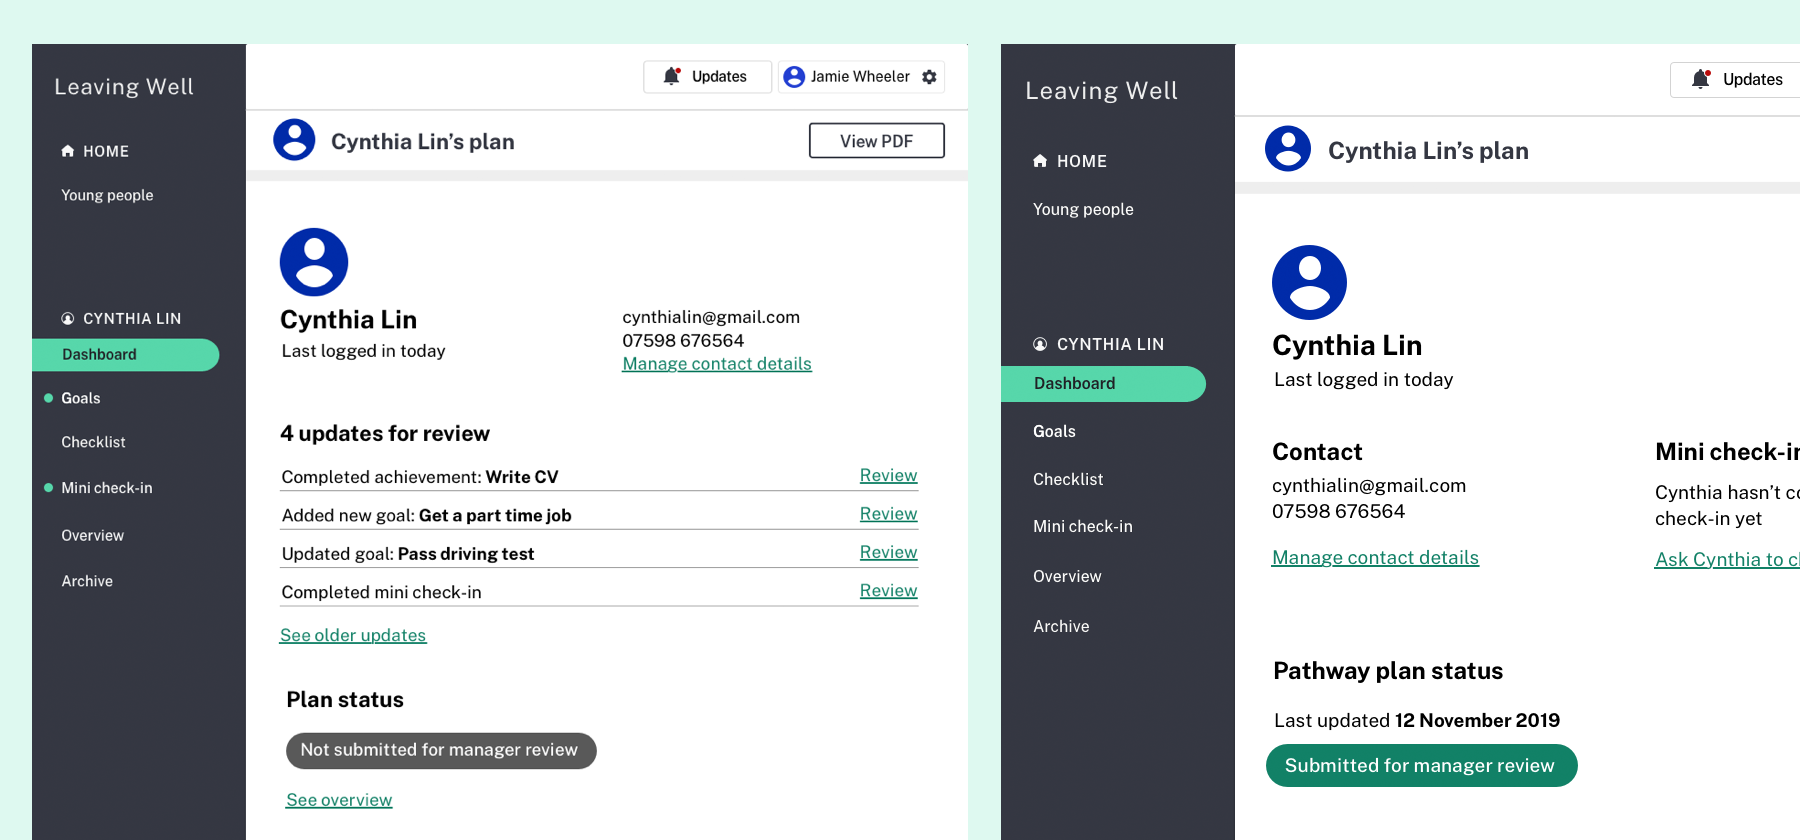 Leaving Well
HOME
Young people
CYNTHIA LIN
Dashboard
Goals
Checklist
Mini check-in
Overview
Archive
Updates
Jamie Wheeler
Cynthia Lin’s plan
View PDF
Cynthia Lin
Last logged in today
cynthialin@gmail.com
07598 676564
Manage contact details
4 updates for review
Completed achievement: Write CV Review
Added new goal: Get a part time job Review
Updated goal: Pass driving test Review
Completed mini check-in Review
See older updates
Plan status
Not submitted for manager review
See overview
Leaving Well
HOME
Young people
CYNTHIA LIN
Dashboard
Goals
Checklist
Mini check-in
Overview
Archive
Updates
Cynthia Lin’s plan
Cynthia Lin
Last logged in today
Contact
cynthialin@gmail.com
07598 676564
Manage contact details
Mini check-i
Cynthia hasn’t c
check-in yet
Ask Cynthia to c
Pathway plan status
Last updated 12 November 2019
Submitted for manager review